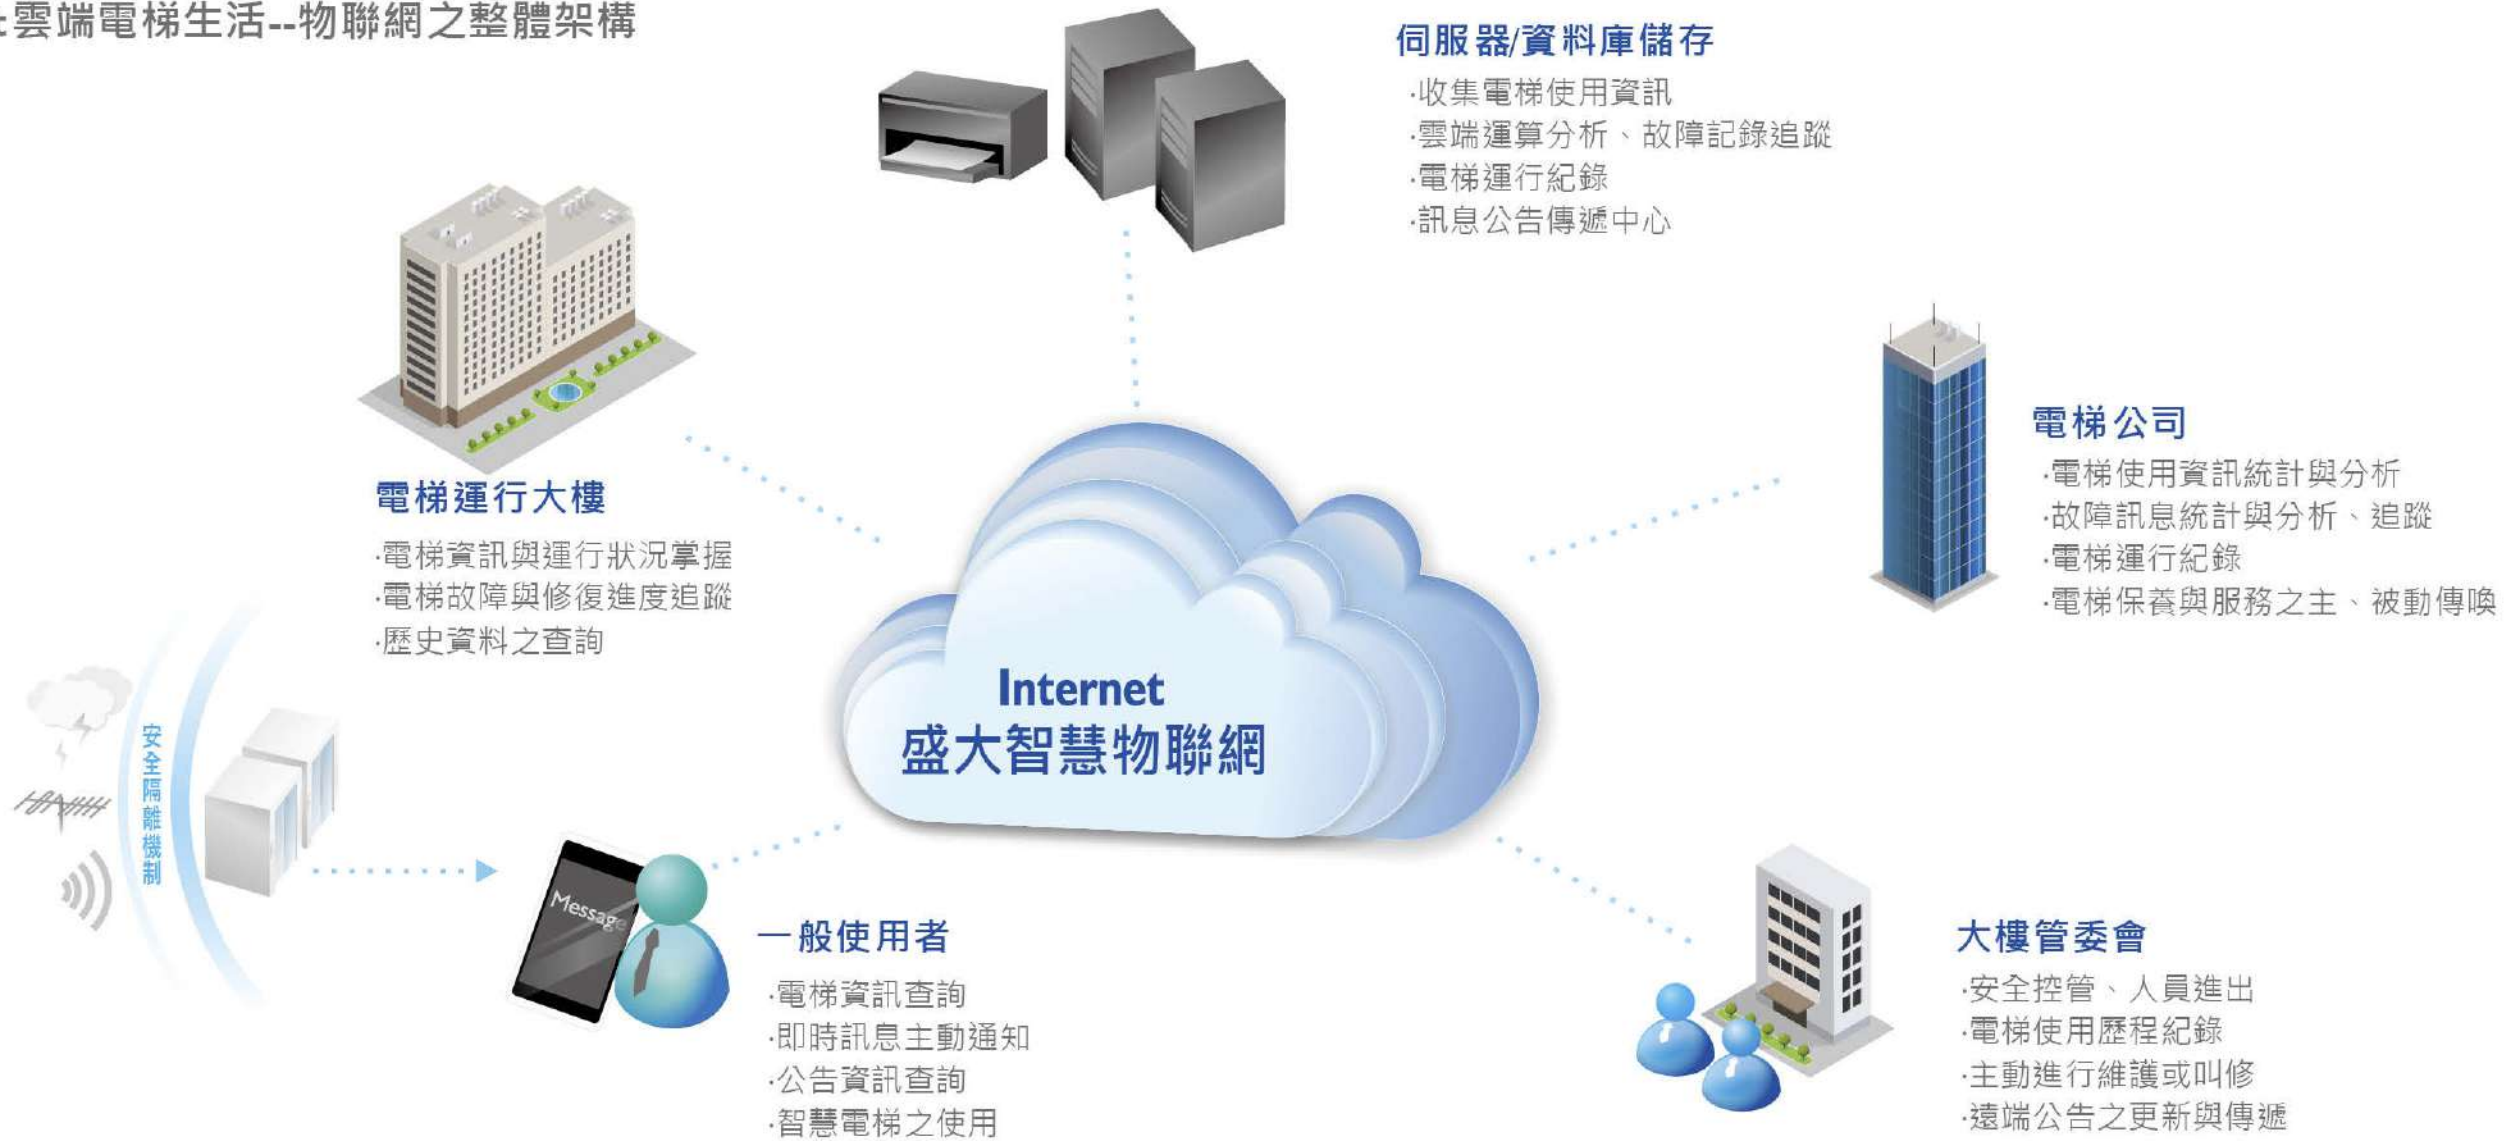 雲端電梯生活--物聯網之整體架構
伺服器/資料庫儲存
·收集電梯使用資訊
·雲端運算分析、故障記錄追蹤
·電梯運行紀錄
·訊息公告傳遞中心
電梯運行大樓
·電梯資訊與運行狀況掌握
·電梯故障與修復進度追蹤
·歷史資料之查詢
電梯公司
·電梯使用資訊統計與分析
·故障訊息統計與分析、追蹤
·電梯運行紀錄
·電梯保養與服務之主、被動傳喚
Internet
盛大智慧物聯網
安全隔離機制
Message
一般使用者
·電梯資訊查詢
·即時訊息主動通知
·公告資訊查詢
·智慧電梯之使用
大樓管委會
·安全控管、人員進出
·電梯使用歷程紀錄
·主動進行維護或叫修
·遠端公告之更新與傳遞